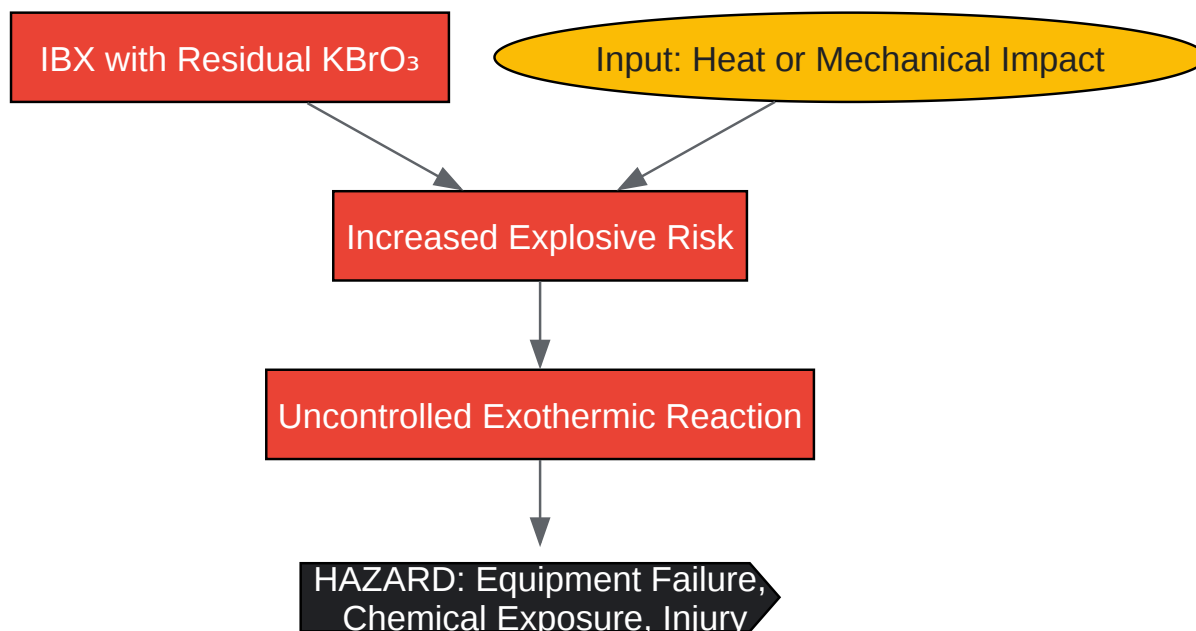 IBX with Residual KBrO₃
Input: Heat or Mechanical Impact
Increased Explosive Risk
Uncontrolled Exothermic Reaction
HAZARD: Equipment Failure,
Chemical Exposure, Injury